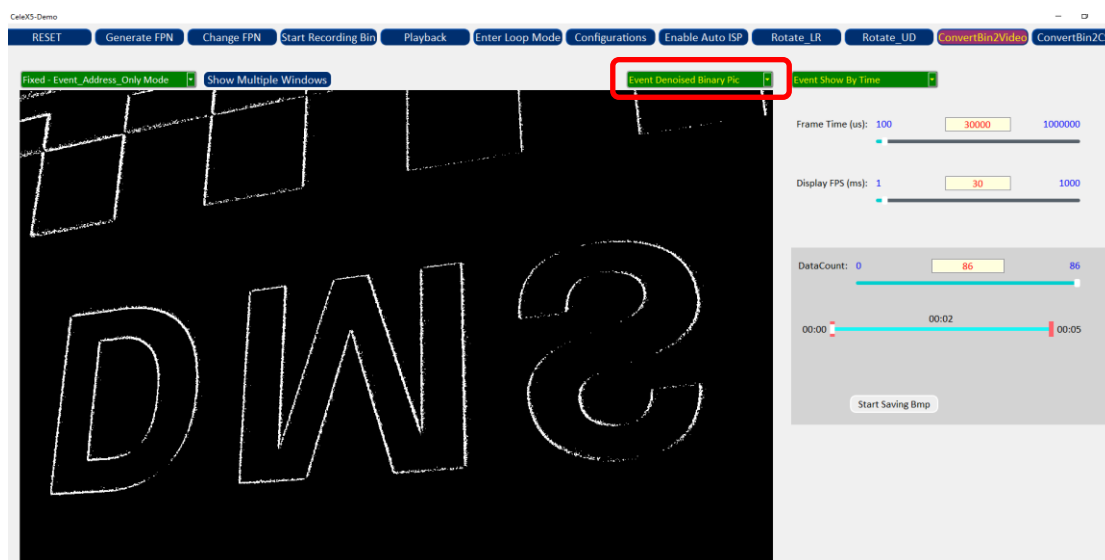 CeleX5-Demo
RESET Generate FPN Change FPN Start Recording Bin Playback Enter Loop Mode Configurations Enable Auto ISP Rotate_LR Rotate_UD ConvertBin2Video ConvertBin2C
Fixed - Event_Address_Only Mode Show Multiple Windows Event Denoised Binary Pic Event Show By Time
Frame Time (us): 100 30000 1000000
Display FPS (ms): 1 30 1000
DataCount: 0 86 86
00:02
00:00 00:05
Start Saving Bmp
DMS